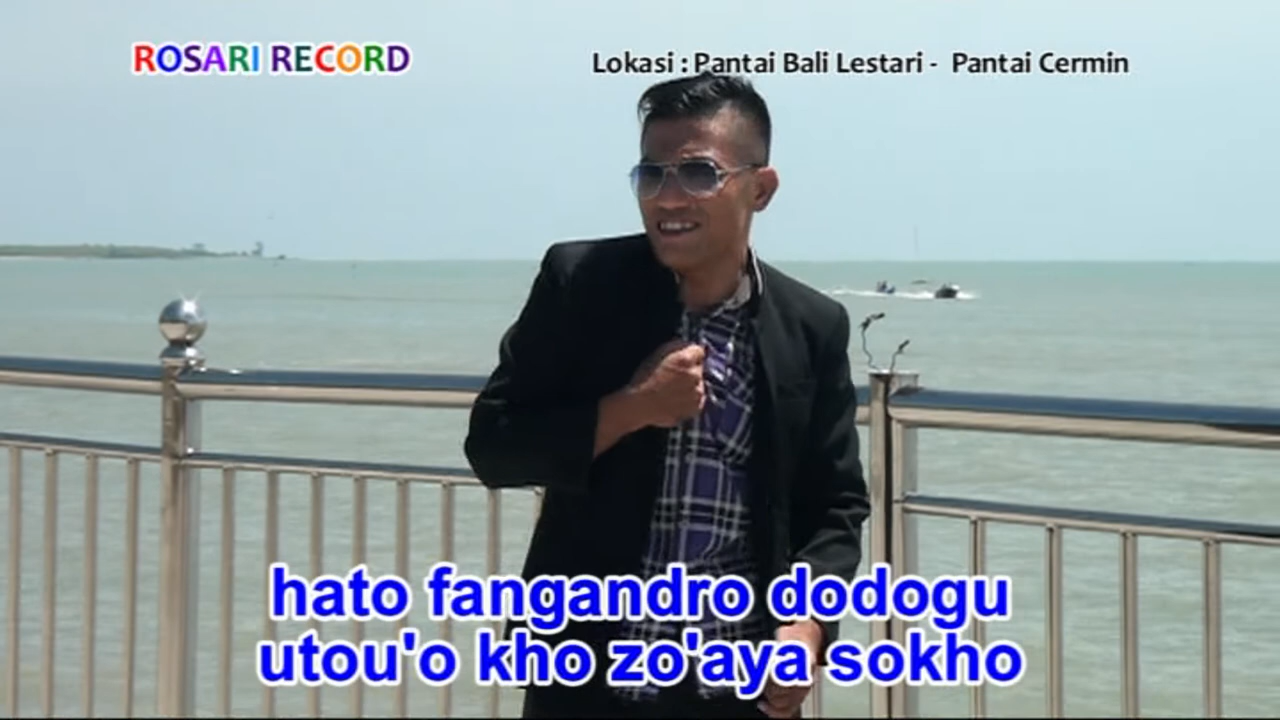 ROSARI RECORD
Lokasi : Pantai Bali Lestari - Pantai Cermin
hato fangandro dodogu
utou'o kho zo'aya sokho